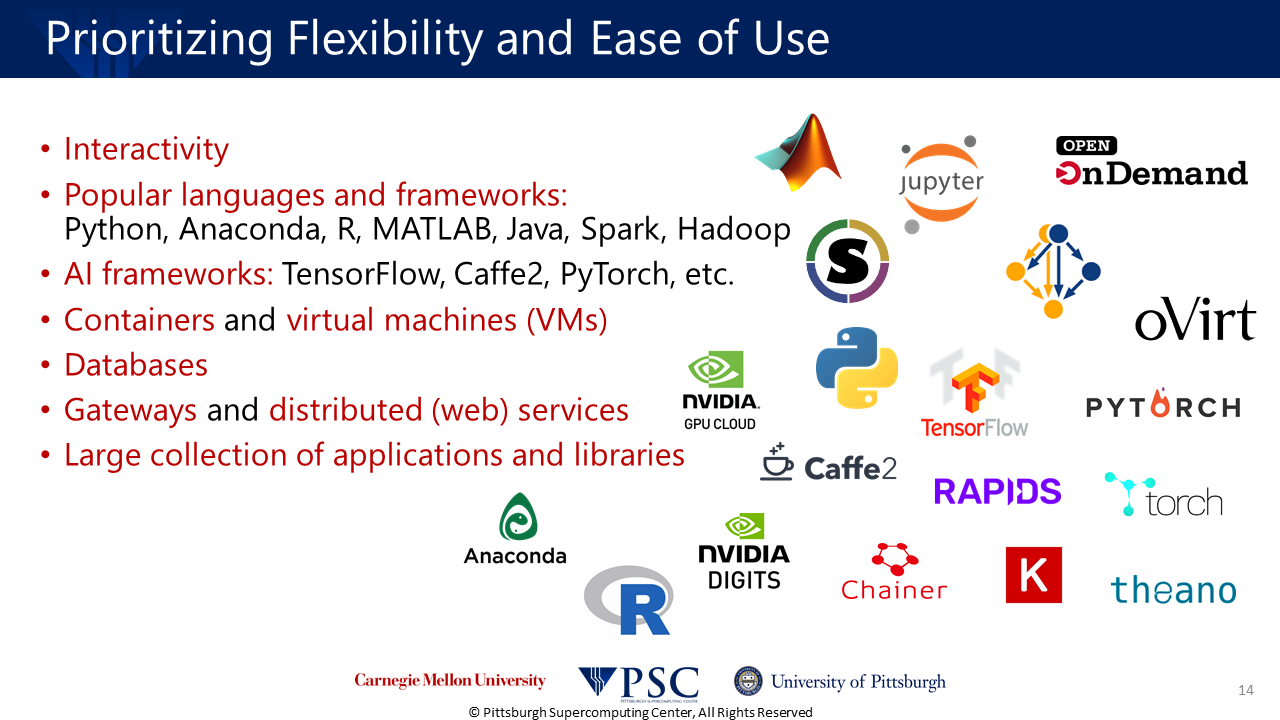 Prioritizing Flexibility and Ease of Use
• Interactivity
• Popular languages and frameworks:
Python, Anaconda, R, MATLAB, Java, Spark, Hadoop
• AI frameworks: TensorFlow, Caffe2, PyTorch, etc.
• Containers and virtual machines (VMs)
• Databases
• Gateways and distributed (web) services
• Large collection of applications and libraries
jupyter
OPEN
OnDemand
S
oVirt
NVIDIA.
GPU CLOUD
TensorFlow
PYTORCH
Caffe2
RAPIDS
torch
Anaconda
NVIDIA
DIGITS
Chainer
K
theano
R
Carnegie Mellon University
PSC
PITTSBURGH SUPERCOMPUTING CENTER
University of Pittsburgh
14
© Pittsburgh Supercomputing Center, All Rights Reserved